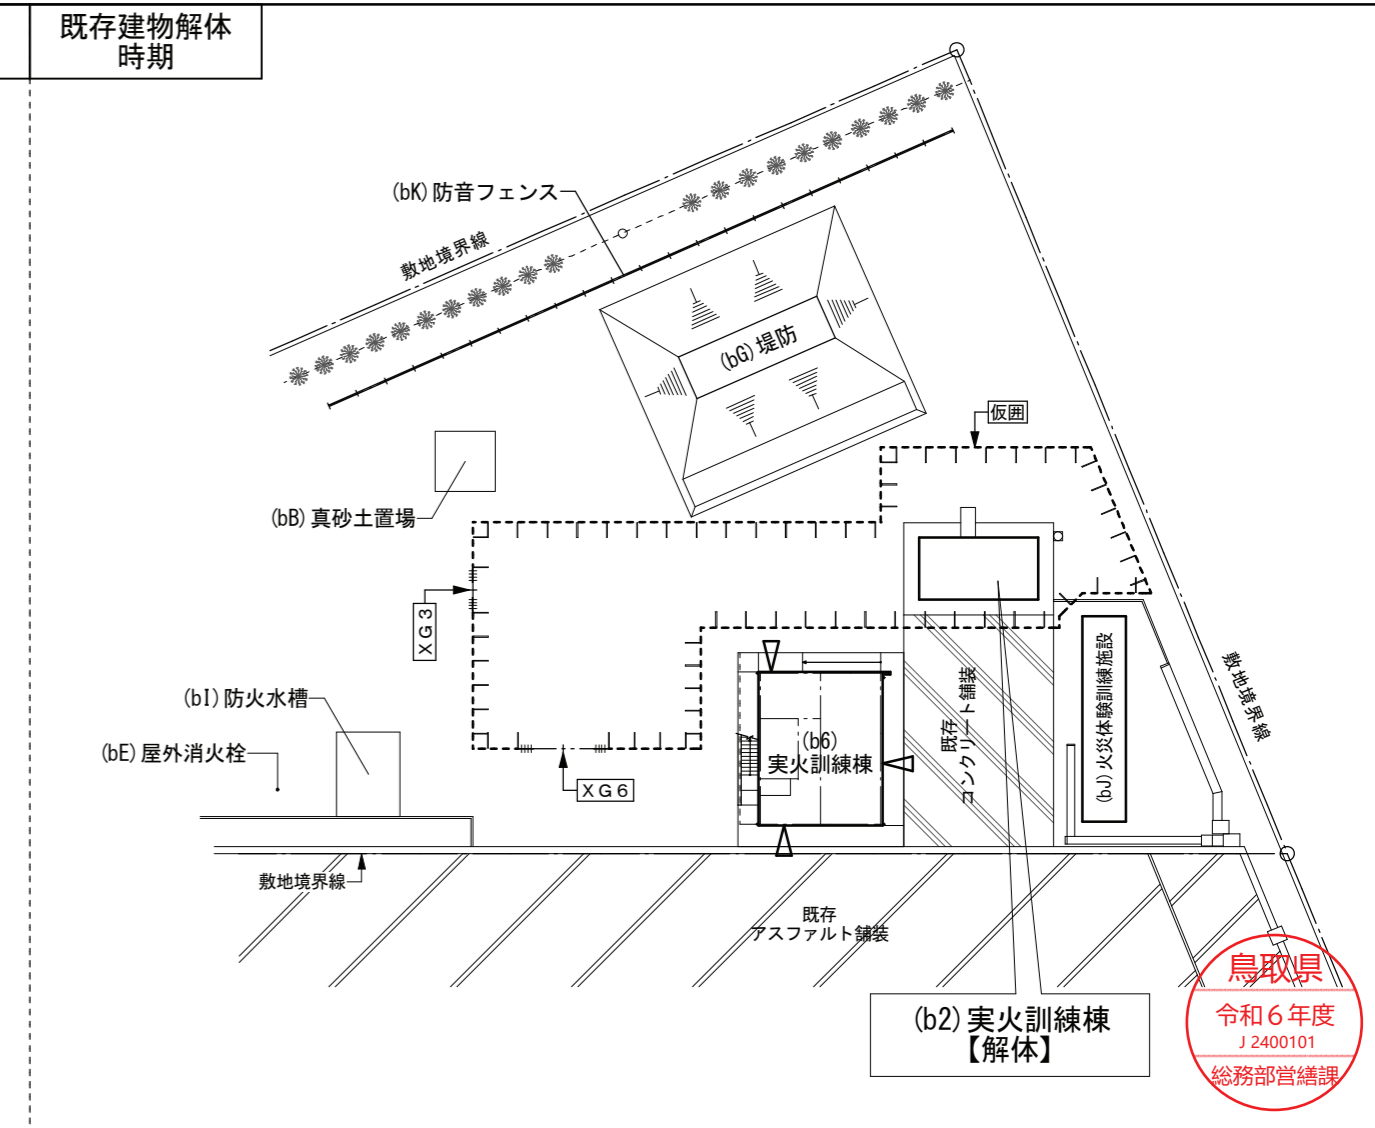 既存建物解体
時期
(bK)防音フェンス
敷地境界線
(bG)堤防
仮囲
(bB)真砂土置場
XG3
(bI)防火水槽
(bE)屋外消火栓
XG6
(b6)
実火訓練棟
既存
コンクリート舗装
(bJ)火災体験訓練施設
敷地境界線
敷地境界線
既存
アスファルト舗装
(b2)実火訓練棟
【解体】
鳥取県
令和6年度
J 2400101
総務部営繕課